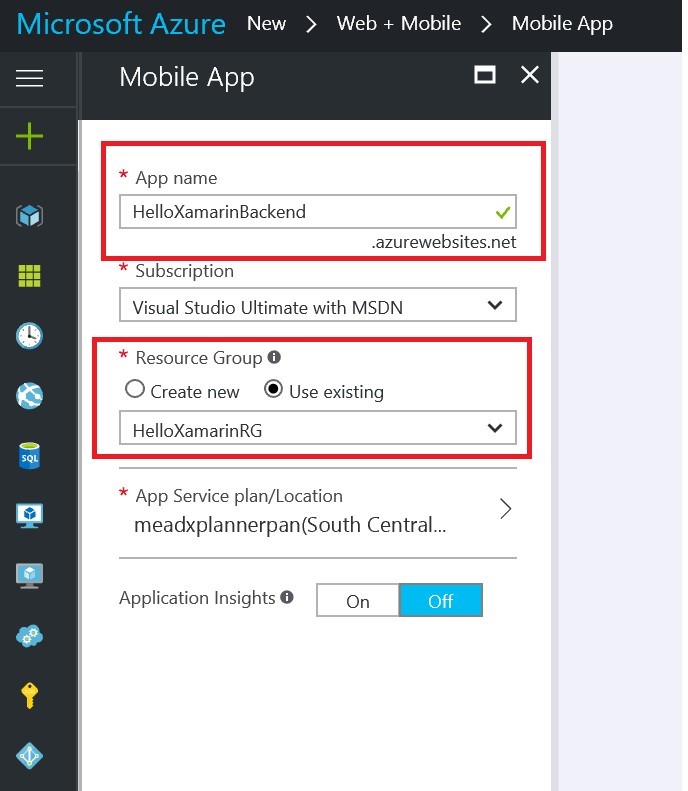 Microsoft Azure New > Web + Mobile > Mobile App
Mobile App
* App name
HelloXamarinBackend
.azurewebsites.net
* Subscription
Visual Studio Ultimate with MSDN
* Resource Group
Create new Use existing
HelloXamarinRG
* App Service plan/Location
meadxplannerpan(South Central...
Application Insights On Off
SQL